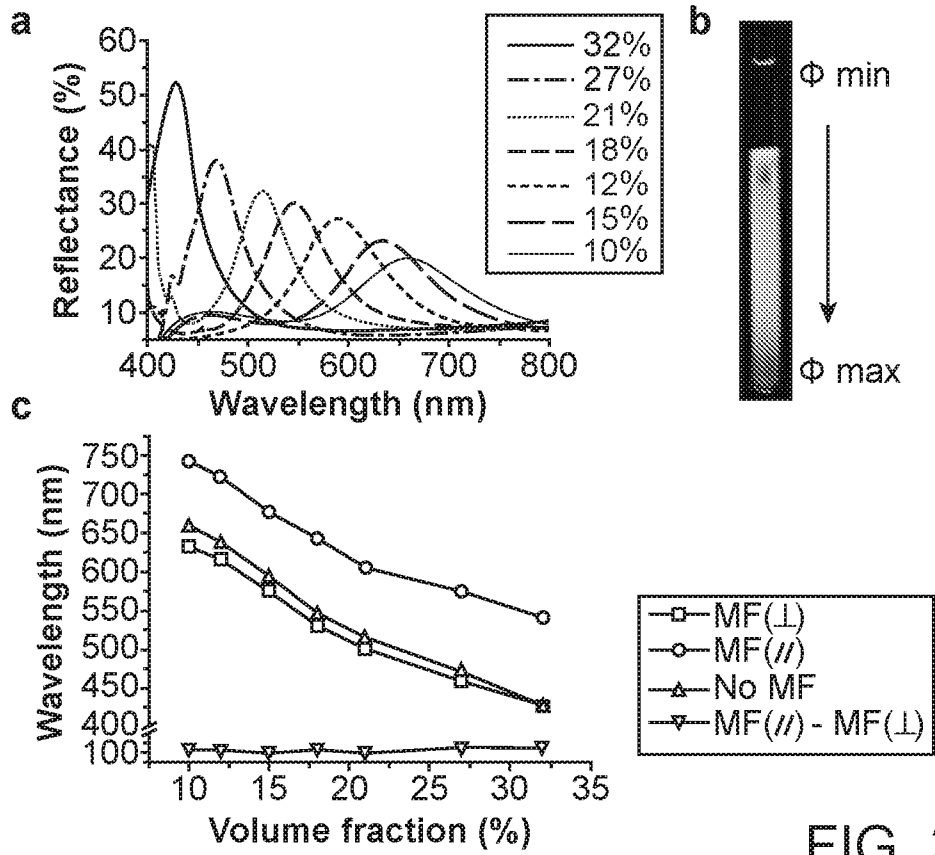 a
60
50
40
30
20
10
Reflectance (%)
400 500 600 700 800
Wavelength (nm)
32%
27%
21%
18%
12%
15%
10%
b
Φ min
Φ max
c
750
700
650
600
550
500
450
400
100
Wavelength (nm)
10 15 20 25 30 35
Volume fraction (%)
MF(⊥)
MF(//)
No MF
MF(//) - MF(⊥)
FIG.